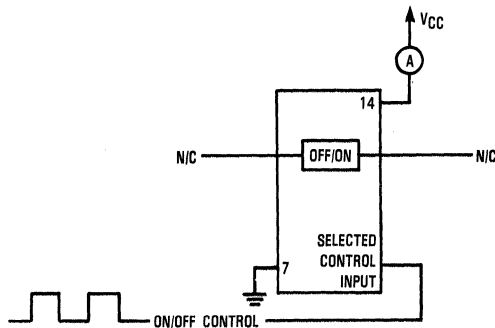 VCC
A
14
N/C
OFF/ON
N/C
7
SELECTED
CONTROL
INPUT
ON/OFF CONTROL